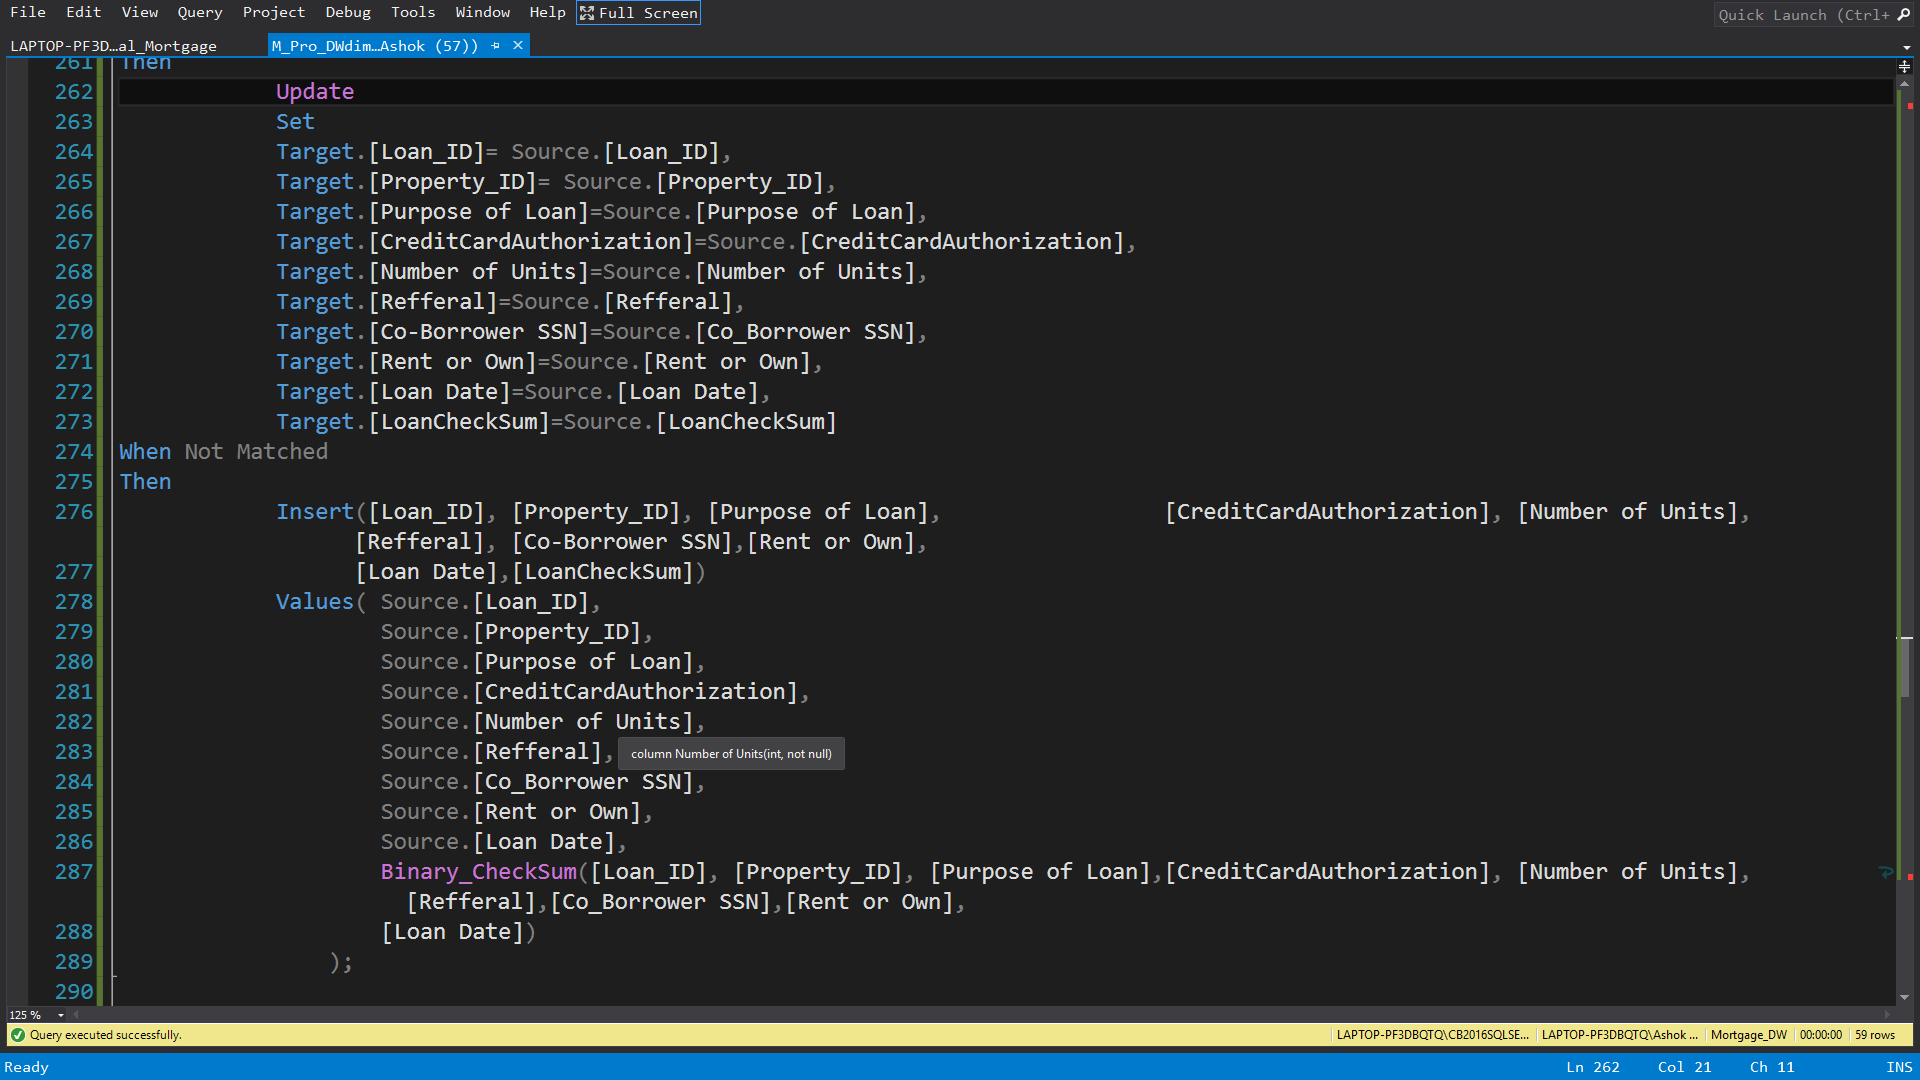 File Edit View Query Project Debug Tools Window Help Full Screen
Quick Launch (Ctrl+
LAPTOP-PF3D...al_Mortgage M_Pro_DWdim...Ashok (57))
261 Then
262 Update
263 Set
264 Target.[Loan_ID]= Source.[Loan_ID],
265 Target.[Property_ID]= Source.[Property_ID],
266 Target.[Purpose of Loan]=Source.[Purpose of Loan],
267 Target.[CreditCardAuthorization]=Source.[CreditCardAuthorization],
268 Target.[Number of Units]=Source.[Number of Units],
269 Target.[Refferal]=Source.[Refferal],
270 Target.[Co-Borrower SSN]=Source.[Co_Borrower SSN],
271 Target.[Rent or Own]=Source.[Rent or Own],
272 Target.[Loan Date]=Source.[Loan Date],
273 Target.[LoanCheckSum]=Source.[LoanCheckSum]
274 When Not Matched
275 Then
276 Insert([Loan_ID], [Property_ID], [Purpose of Loan], [CreditCardAuthorization], [Number of Units],
[Refferal], [Co-Borrower SSN],[Rent or Own],
277 [Loan Date],[LoanCheckSum])
278 Values( Source.[Loan_ID],
279 Source.[Property_ID],
280 Source.[Purpose of Loan],
281 Source.[CreditCardAuthorization],
282 Source.[Number of Units],
283 Source.[Refferal],
column Number of Units(int, not null)
284 Source.[Co_Borrower SSN],
285 Source.[Rent or Own],
286 Source.[Loan Date],
287 Binary_CheckSum([Loan_ID], [Property_ID], [Purpose of Loan],[CreditCardAuthorization], [Number of Units],
[Refferal],[Co_Borrower SSN],[Rent or Own],
288 [Loan Date])
289 );
290
125 %
Query executed successfully. LAPTOP-PF3DBQTQ\CB2016SQLSE... LAPTOP-PF3DBQTQ\Ashok ... Mortgage_DW 00:00:00 59 rows
Ready Ln 262 Col 21 Ch 11 INS